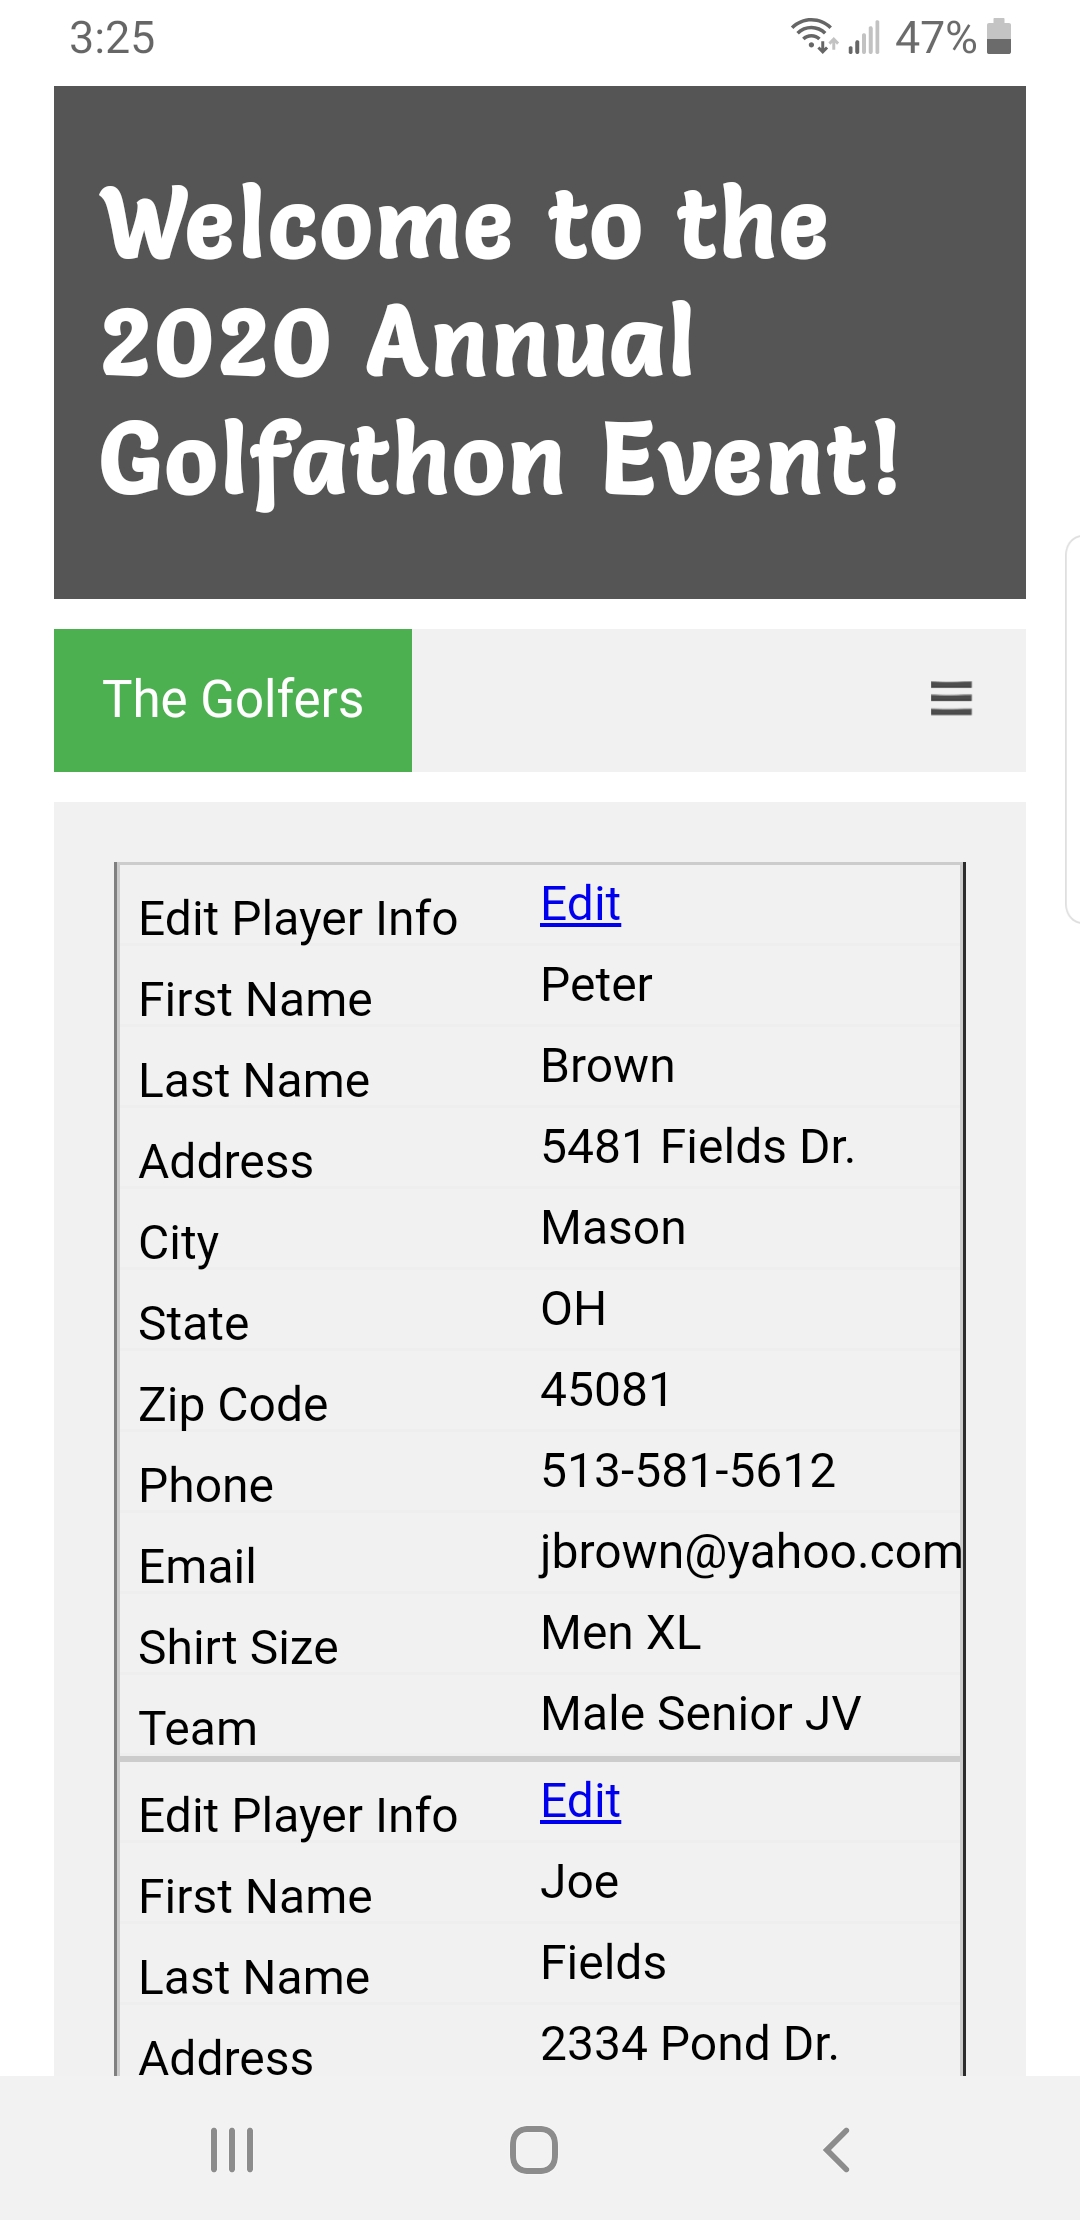 3:25
47%
Welcome to the
2020 Annual
Golfathon Event!
The Golfers
Edit Player Info Edit
First Name Peter
Last Name Brown
Address 5481 Fields Dr.
City Mason
State OH
Zip Code 45081
Phone 513-581-5612
Email jbrown@yahoo.com
Shirt Size Men XL
Team Male Senior JV
Edit Player Info Edit
First Name Joe
Last Name Fields
Address 2334 Pond Dr.